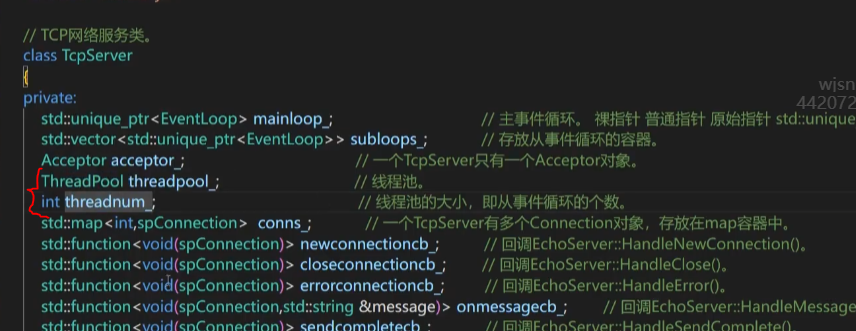 // TCP网络服务类。
class TcpServer
{
private:
std::unique_ptr<EventLoop> mainloop_; // 主事件循环。 裸指针 普通指针 原始指针 std::unique
std::vector<std::unique_ptr<EventLoop>> subloops_; // 存放从事件循环的容器。
Acceptor acceptor_; // 一个TcpServer只有一个Acceptor对象。
ThreadPool threadpool_; // 线程池。
int threadnum_; // 线程池的大小，即从事件循环的个数。
std::map<int,spConnection> conns_; // 一个TcpServer有多个Connection对象，存放在map容器中。
std::function<void(spConnection)> newconnectioncb_; // 回调EchoServer::HandleNewConnection()。
std::function<void(spConnection)> closeconnectioncb_; // 回调EchoServer::HandleClose()。
std::function<void(spConnection)> errorconnectioncb_; // 回调EchoServer::HandleError()。
std::function<void(spConnection,std::string &message)> onmessagecb_; // 回调EchoServer::HandleMessage
std::function<void(spConnection)> sendcompletecb_; // 回调EchoServer::HandleSendComplete()
wjsn
442072